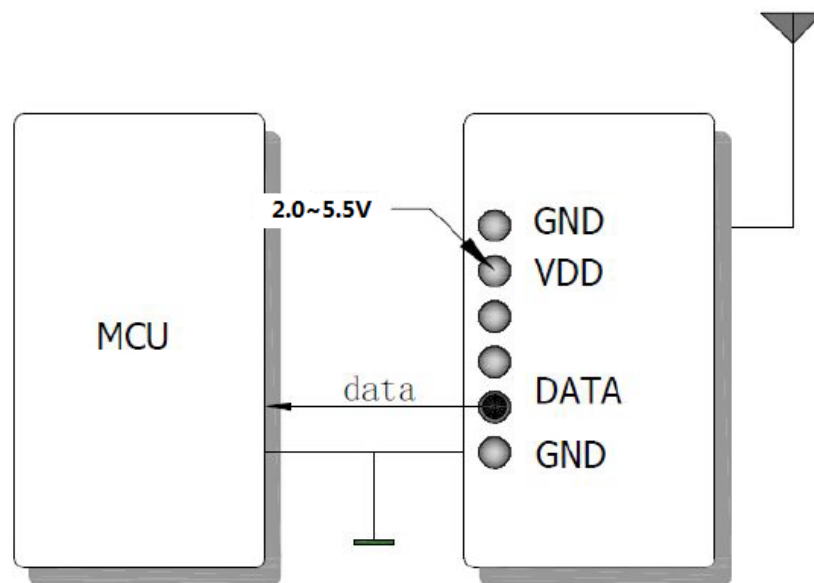 2.0~5.5V
GND
VDD
MCU
data
DATA
GND